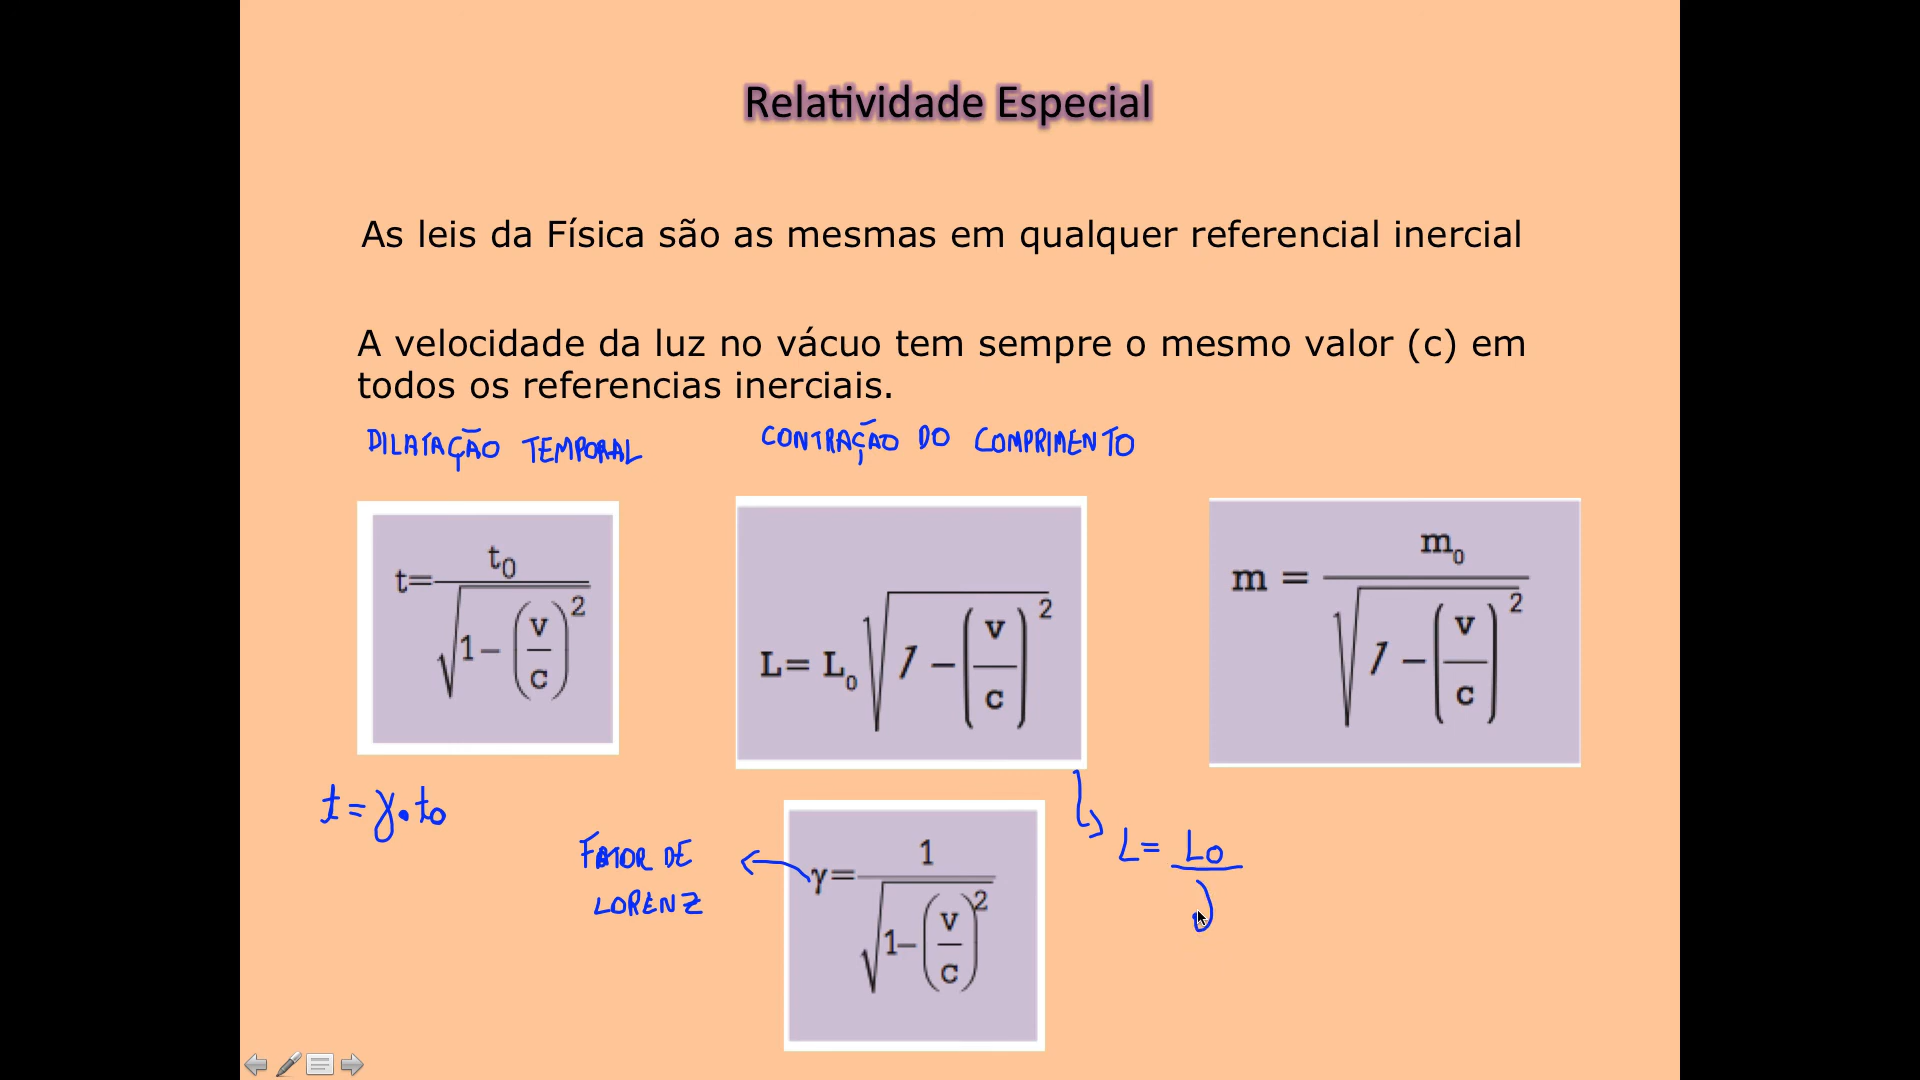 Relatividade Especial
As leis da Física são as mesmas em qualquer referencial inercial
A velocidade da luz no vácuo tem sempre o mesmo valor (c) em
todos os referencias inerciais.
DILATAÇÃO TEMPORAL
CONTRAÇÃO DO COMPRIMENTO
t = t₀ / √(1 − (v/c)²)
L = L₀ √(1 − (v/c)²)
m = m₀ / √(1 − (v/c)²)
t = γ · t₀
FATOR DE
LORENZ
γ = 1 / √(1 − (v/c)²)
L = L₀